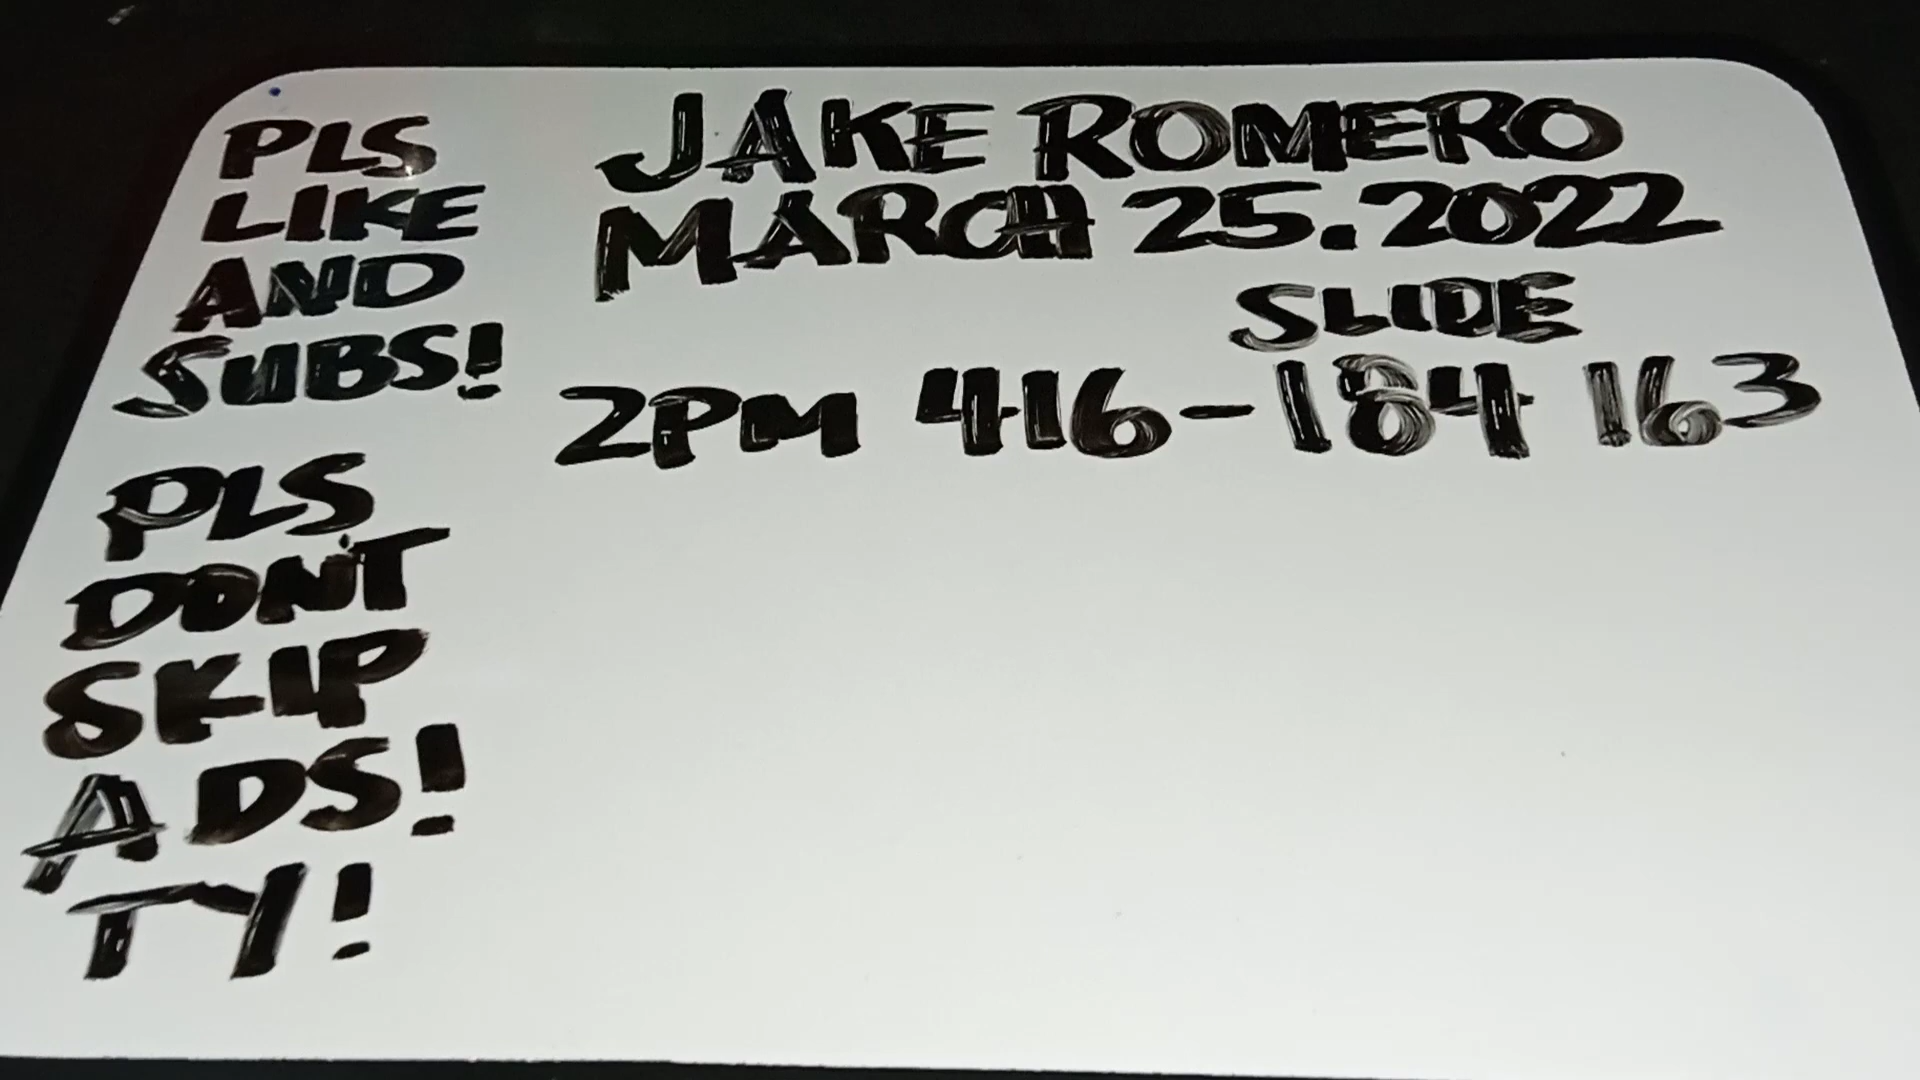 PLS
LIKE
AND
SUBS!
PLS
DON'T
SKIP
ADS!
TY!
JAKE ROMERO
MARCH 25.2022
SLIDE
2PM 416-184 163